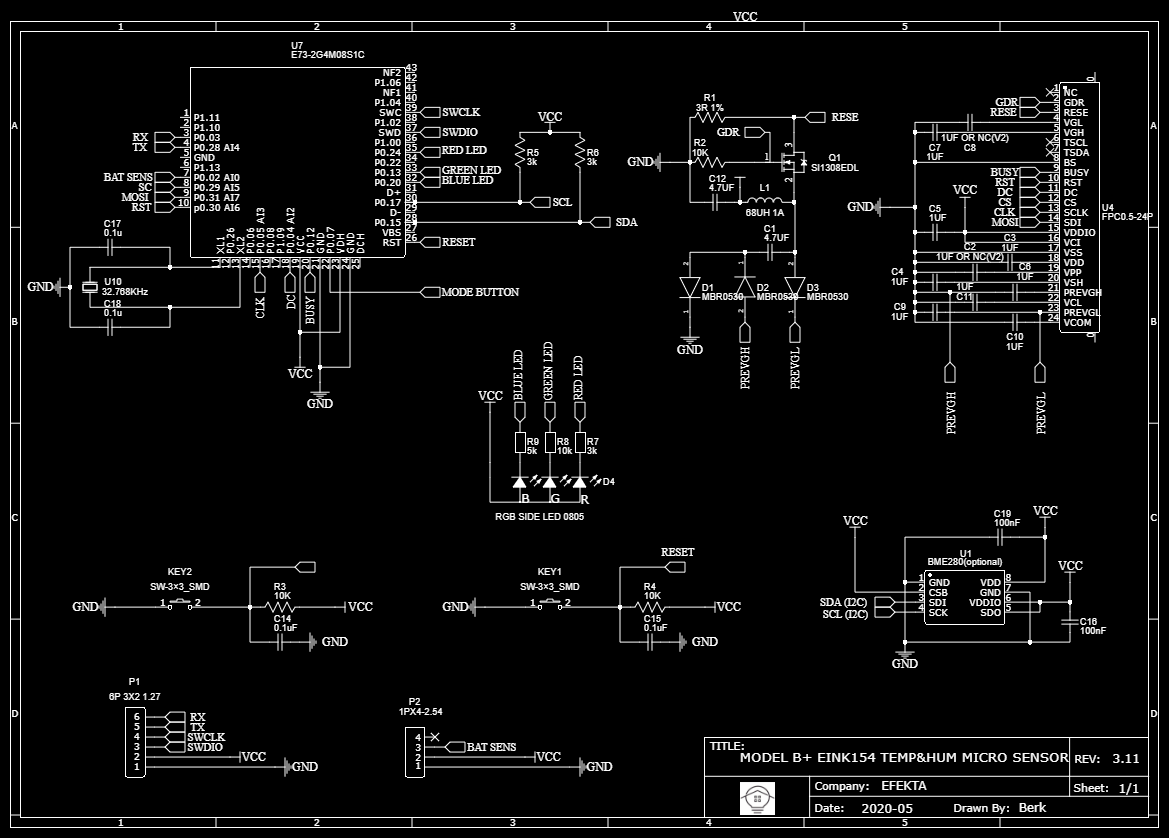 VCC
1 2 3 4 5
A
B
C
D
U7
E73-2G4M08S1C
1 P1.11
2 P1.10
RX 3 P0.03
TX 4 P0.28 AI4
5 GND
6 P1.13
BAT SENS 7 P0.02 AI0
SC 8 P0.29 AI5
MOSI 9 P0.31 AI7
RST 10 p0.30 AI6
NF2 43
P1.06 42
NF1 41
P1.04 40
SWC 39 SWCLK
P1.02 38
SWD 37 SWDIO
P1.00 36
P0.24 35 RED LED
P0.22 34
P0.13 33 GREEN LED
P0.20 32 BLUE LED
D+ 31
P0.17 30 SCL
D- 29
P0.15 28 SDA
VBS 27
RST 26 RESET
XL1 P0.26 XL2 P0.06 P0.05 AI3 P0.08 P1.09 P0.04 AI2 VCC P0.12 GND P0.07 VDH GND DCH
11 12 13 14 15 16 17 18 19 20 21 22 23 24 25
CLK
DC
BUSY
MODE BUTTON
VCC
GND
C17
0.1u
GND
U10
32.768KHz
C18
0.1u
VCC
R5
3k
R6
3k
R1
3R 1%
RESE
GDR
R2
10K
GND
1
3
2
Q1
SI1308EDL
C12
4.7UF
L1
68UH 1A
C1
4.7UF
2
1
D1
MBR0530
D2
MBR0530
D3
MBR0530
GND
PREVGH
PREVGL
0
1 NC
GDR 2 GDR
RESE 3 RESE
4 VGL
5 VGH
6 TSCL
7 TSDA
8 BS
BUSY 9 BUSY
RST 10 RST
DC 11 DC
CS 12 CS
CLK 13 SCLK
MOSI 14 SDI
15 VDDIO
16 VCI
17 VSS
18 VDD
19 VPP
20 VSH
21 PREVGH
22 VCL
23 PREVGL
24 VCOM
0
U4
FPC0.5-24P
1UF OR NC(V2)
C7
1UF
C8
VCC
GND
C5
1UF
C3
1UF
C2
1UF OR NC(V2)
C4
1UF
C6
1UF
1UF
C11
C9
1UF
C10
1UF
PREVGH
PREVGL
BLUE LED
GREEN LED
RED LED
VCC
R9
5k
R8
10k
R7
3k
D4
B G R
RGB SIDE LED 0805
KEY2
SW-3×3_SMD
GND 1 2
R3
10K
VCC
C14
0.1uF
GND
RESET
KEY1
SW-3×3_SMD
GND 1 2
R4
10K
VCC
C15
0.1uF
GND
VCC
C19
100nF
VCC
U1
BME280(optional)
VCC
1 GND VDD 8
2 CSB GND 7
SDA (I2C) 3 SDI VDDIO 6
SCL (I2C) 4 SCK SDO 5
C16
100nF
GND
P1
6P 3X2 1.27
6 RX
5 TX
4 SWCLK
3 SWDIO
2 VCC
1 GND
P2
1PX4-2.54
4
3 BAT SENS
2 VCC
1 GND
TITLE:
MODEL B+ EINK154 TEMP&HUM MICRO SENSOR
REV: 3.11
Company: EFEKTA
Sheet: 1/1
Date: 2020-05
Drawn By: Berk
A
B
C
D
1 2 3 4 5